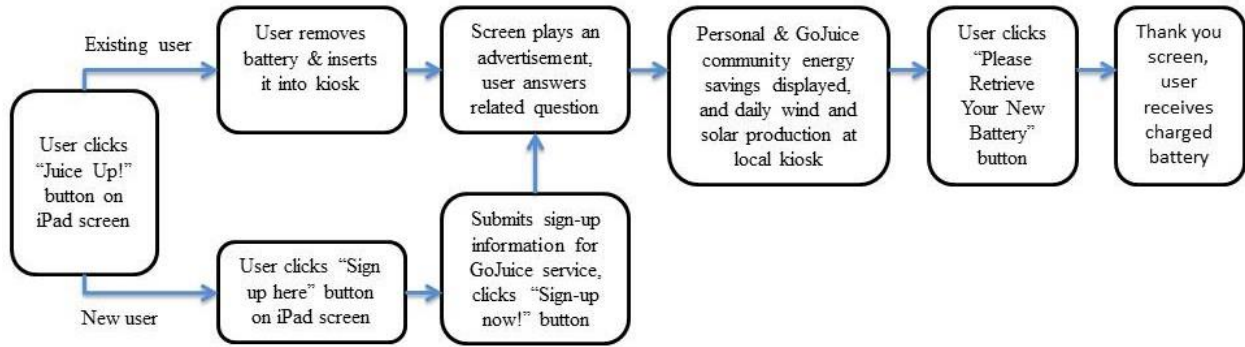 Existing user
User clicks
“Juice Up!”
button on
iPad screen
New user
User removes
battery & inserts
it into kiosk
User clicks “Sign
up here” button
on iPad screen
Screen plays an
advertisement,
user answers
related question
Submits sign-up
information for
GoJuice service,
clicks “Sign-up
now!” button
Personal & GoJuice
community energy
savings displayed,
and daily wind and
solar production at
local kiosk
User clicks
“Please
Retrieve
Your New
Battery”
button
Thank you
screen,
user
receives
charged
battery